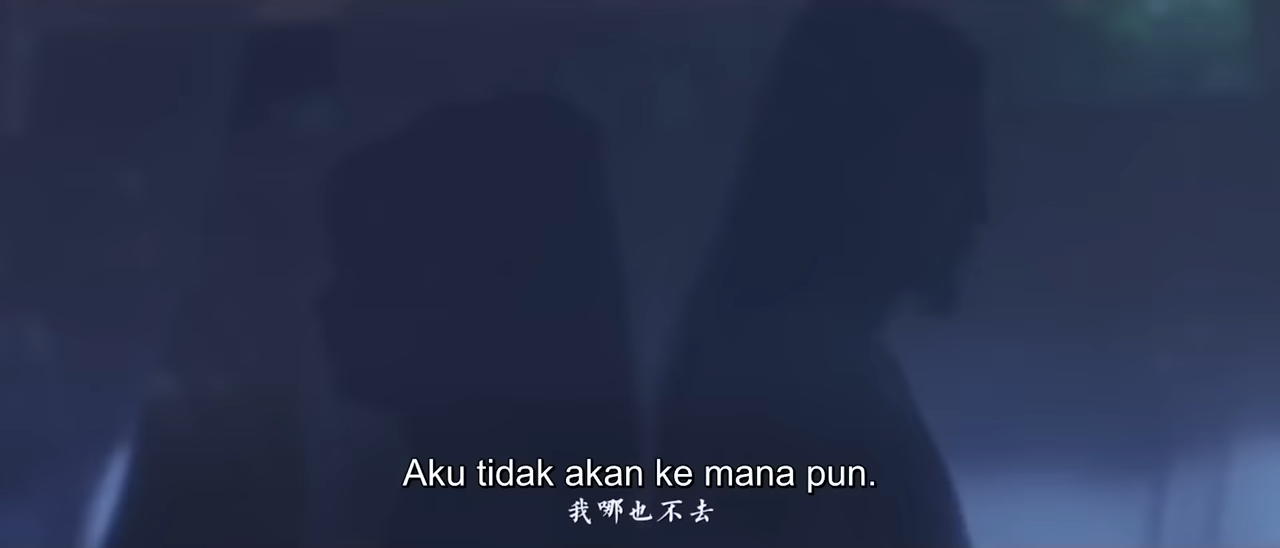 Aku tidak akan ke mana pun.
我哪也不去